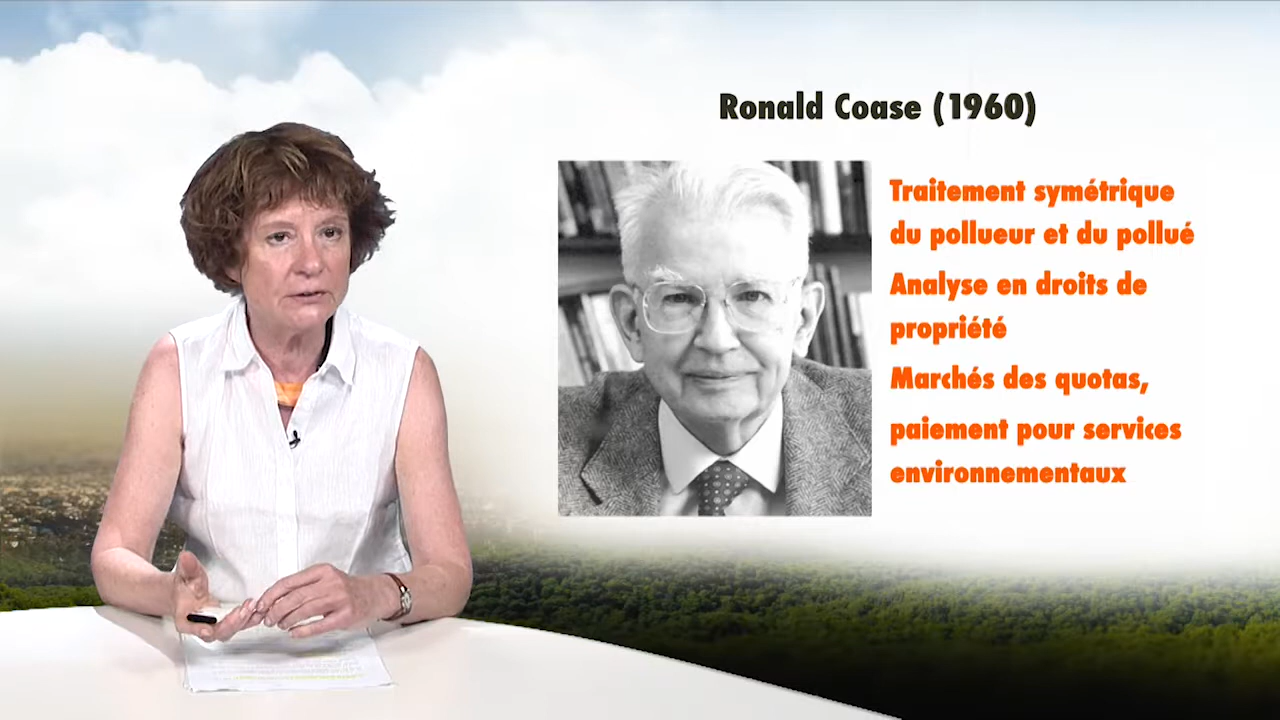 Ronald Coase (1960)
Traitement symétrique
du pollueur et du pollué
Analyse en droits de
propriété
Marchés des quotas,
paiement pour services
environnementaux